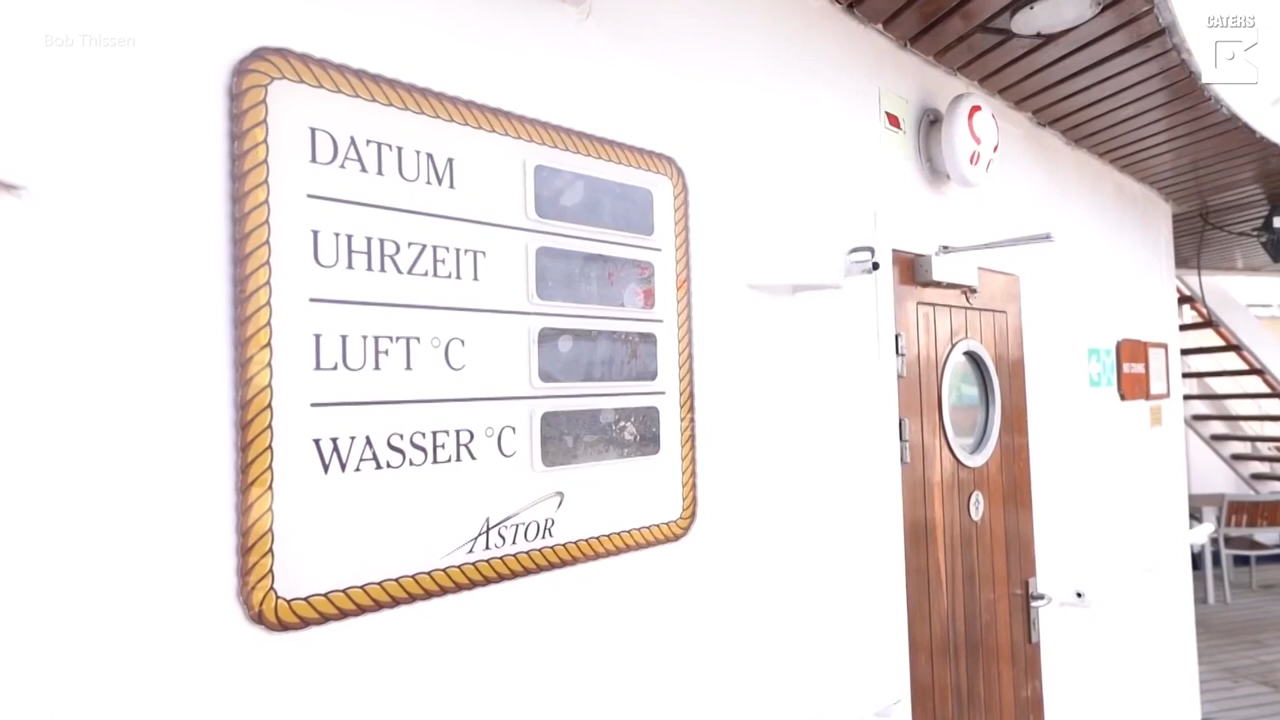 Bob Thissen
CATERS
DATUM
UHRZEIT
LUFT °C
WASSER °C
ASTOR